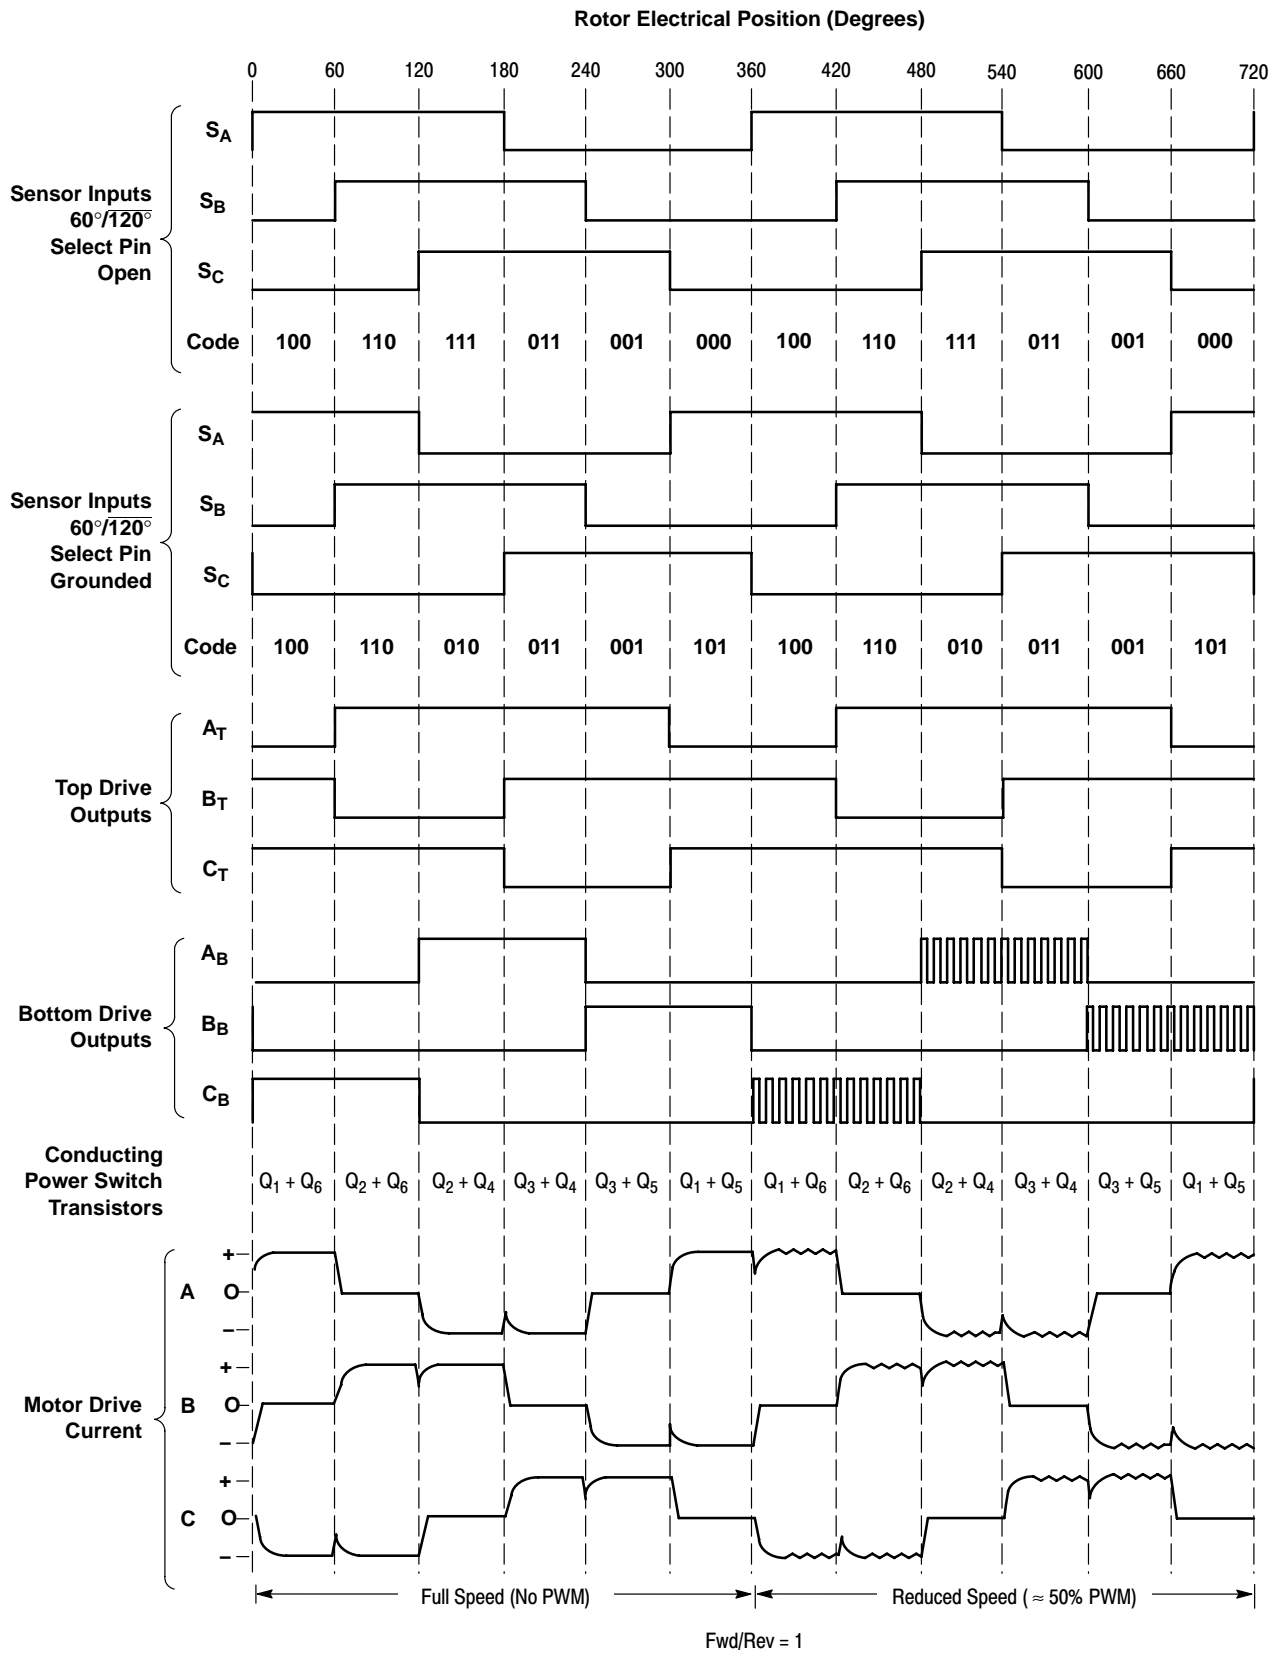 Rotor Electrical Position (Degrees)
0 60 120 180 240 300 360 420 480 540 600 660 720
Sensor Inputs
60°/120°
Select Pin
Open
SA
SB
SC
Code 100 110 111 011 001 000 100 110 111 011 001 000
Sensor Inputs
60°/120°
Select Pin
Grounded
SA
SB
SC
Code 100 110 010 011 001 101 100 110 010 011 001 101
Top Drive
Outputs
AT
BT
CT
Bottom Drive
Outputs
AB
BB
CB
Conducting
Power Switch
Transistors
Q1 + Q6 Q2 + Q6 Q2 + Q4 Q3 + Q4 Q3 + Q5 Q1 + Q5 Q1 + Q6 Q2 + Q6 Q2 + Q4 Q3 + Q4 Q3 + Q5 Q1 + Q5
Motor Drive
Current
+
A O
–
+
B O
–
+
C O
–
Full Speed (No PWM) Reduced Speed ( ≈ 50% PWM)
Fwd/Rev = 1